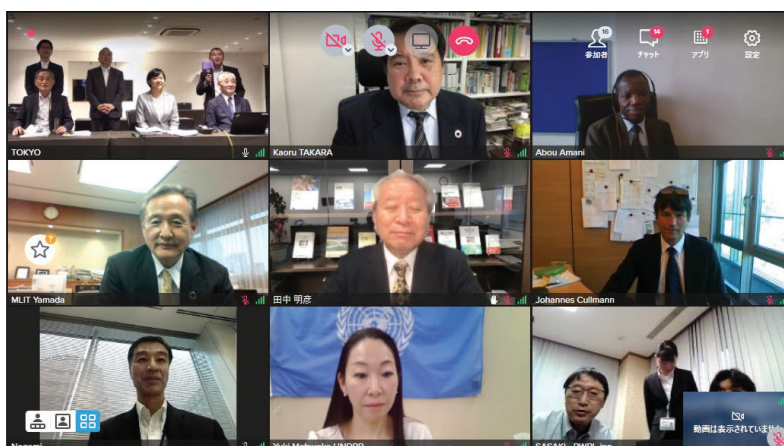 16
14
1
参加者
チャット
アプリ
設定
TOKYO
Kaoru TAKARA
Abou Amani
MLIT Yamada
田中 明彦
Johannes Cullmann
Nagami
Yuki Matsuoka UNDRR
動画は表示されていませ